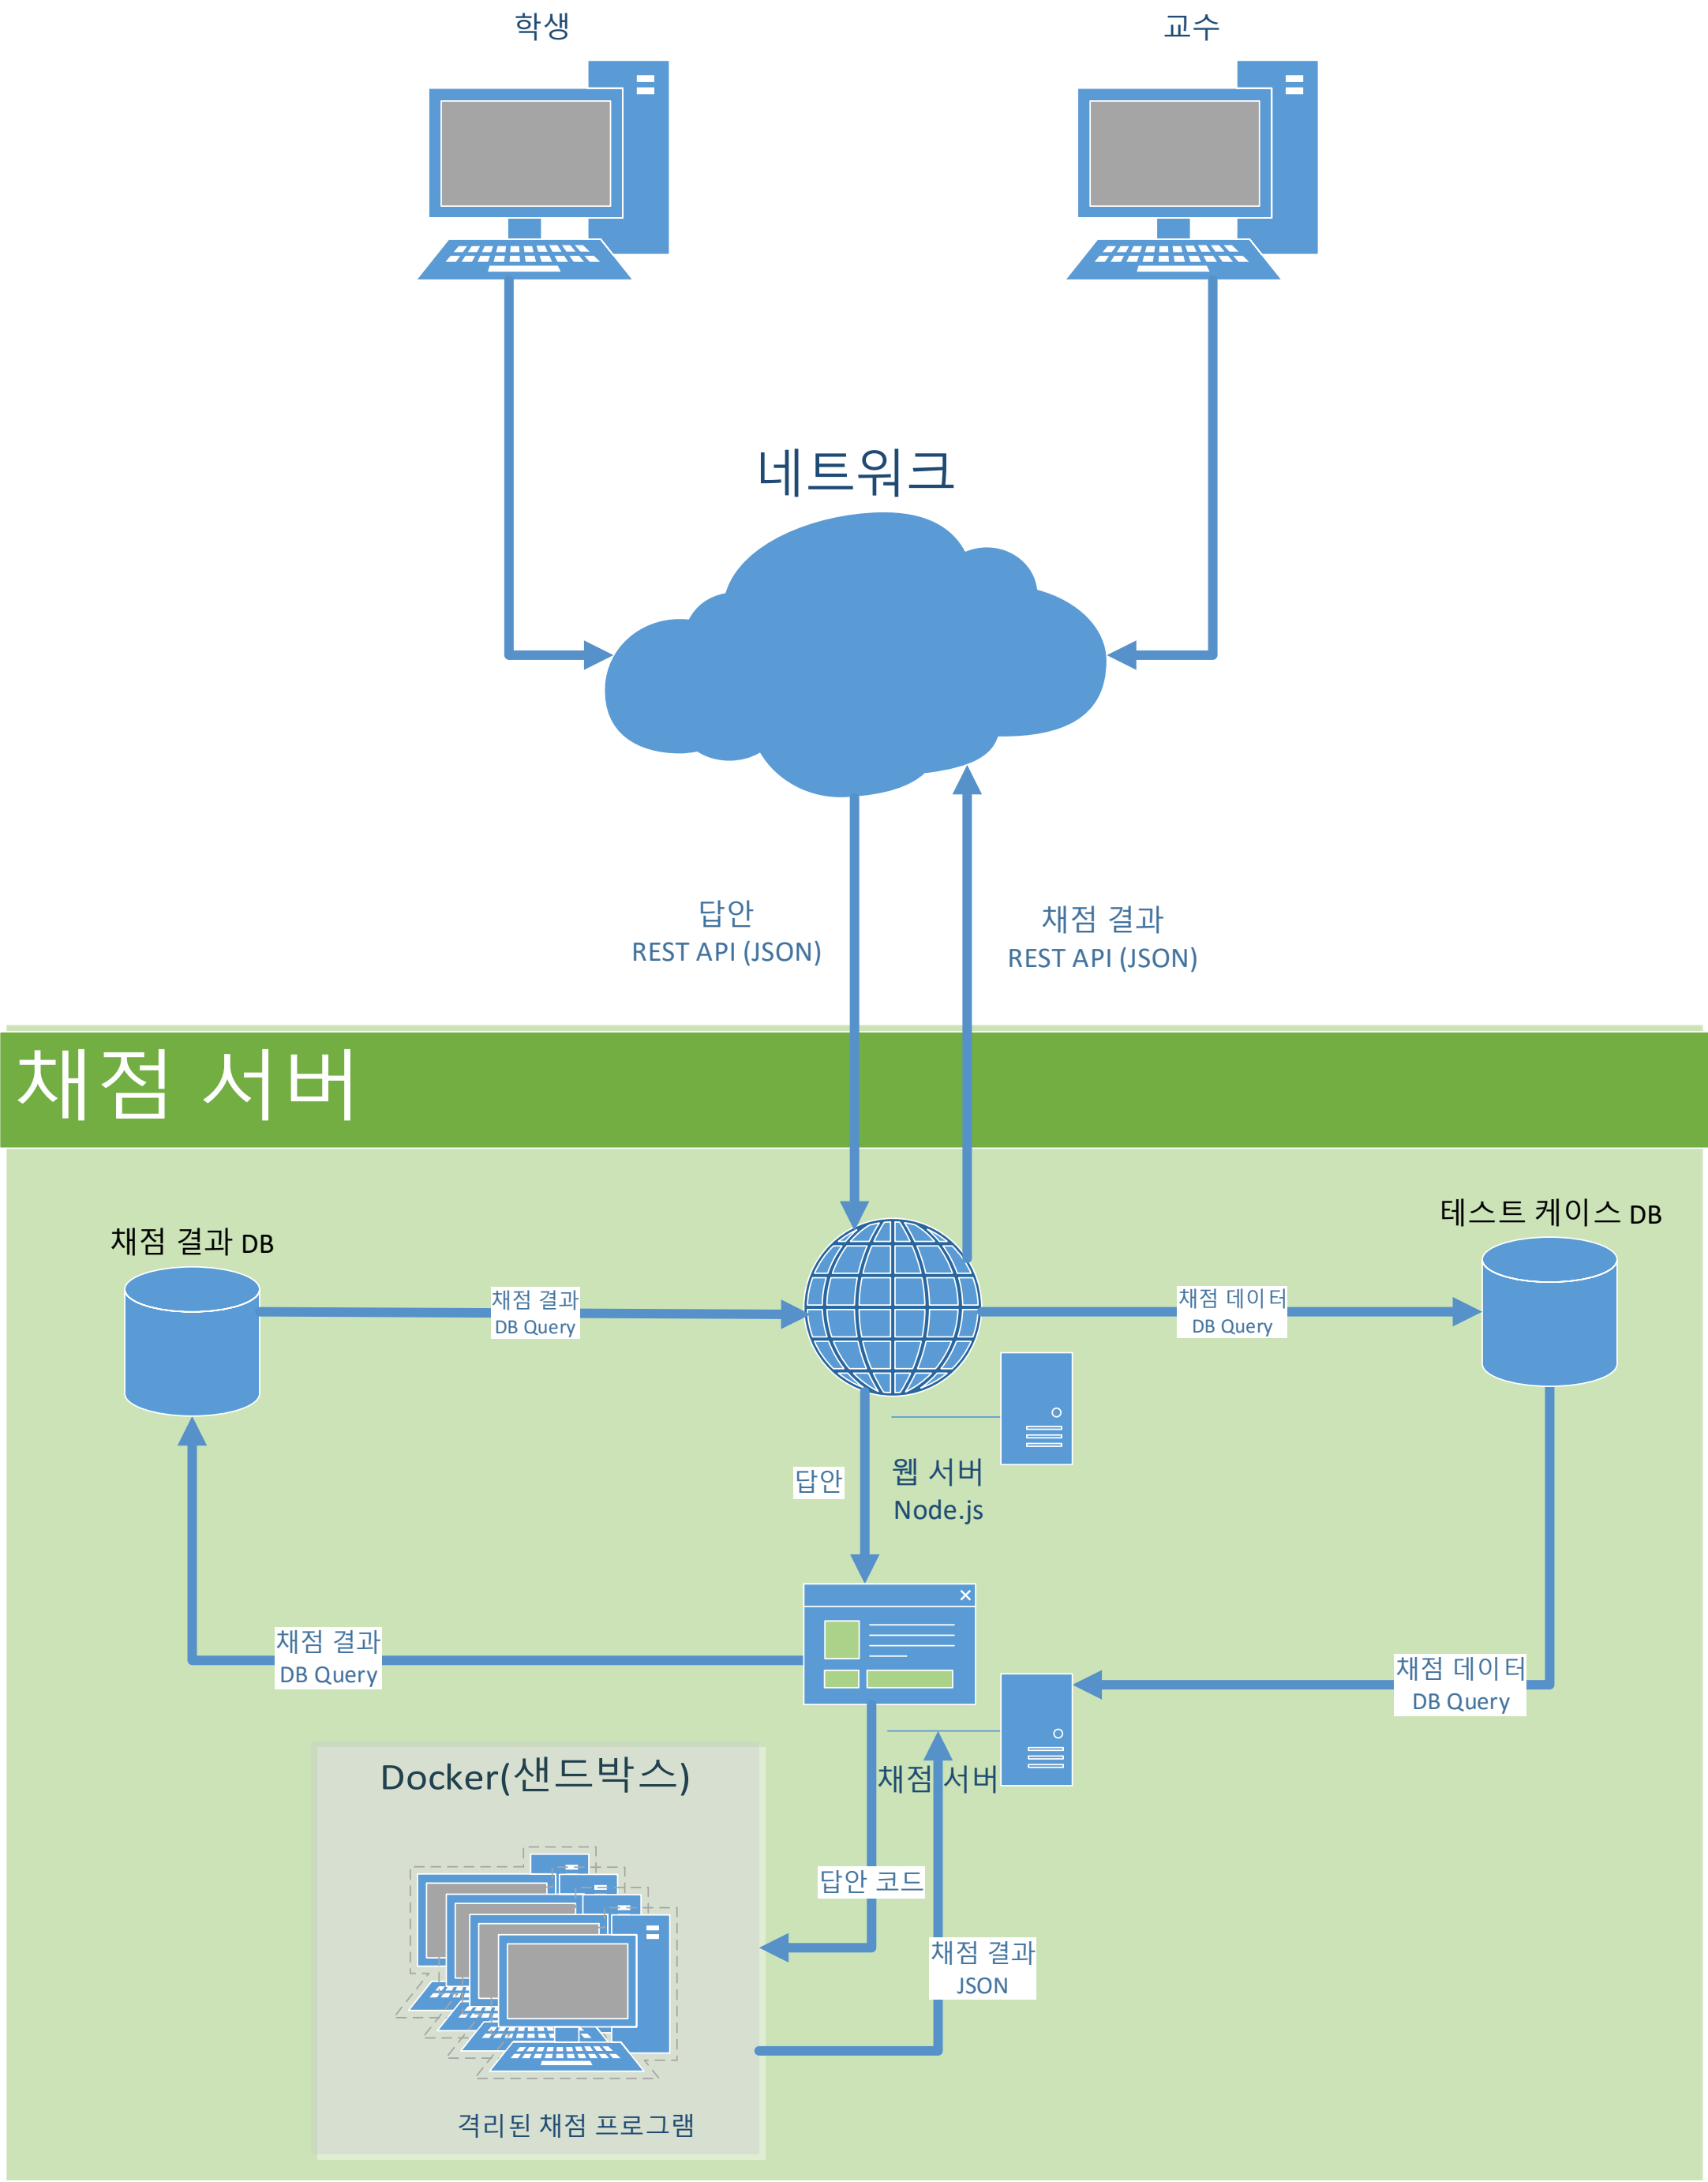 학생
교수
네트워크
답안
REST API (JSON)
채점 결과
REST API (JSON)
채점 서버
채점 결과 DB
테스트 케이스 DB
채점 결과
DB Query
채점 데이터
DB Query
답안
웹 서버
Node.js
채점 결과
DB Query
채점 데이터
DB Query
Docker(샌드박스)
채점 서버
답안 코드
채점 결과
JSON
격리된 채점 프로그램